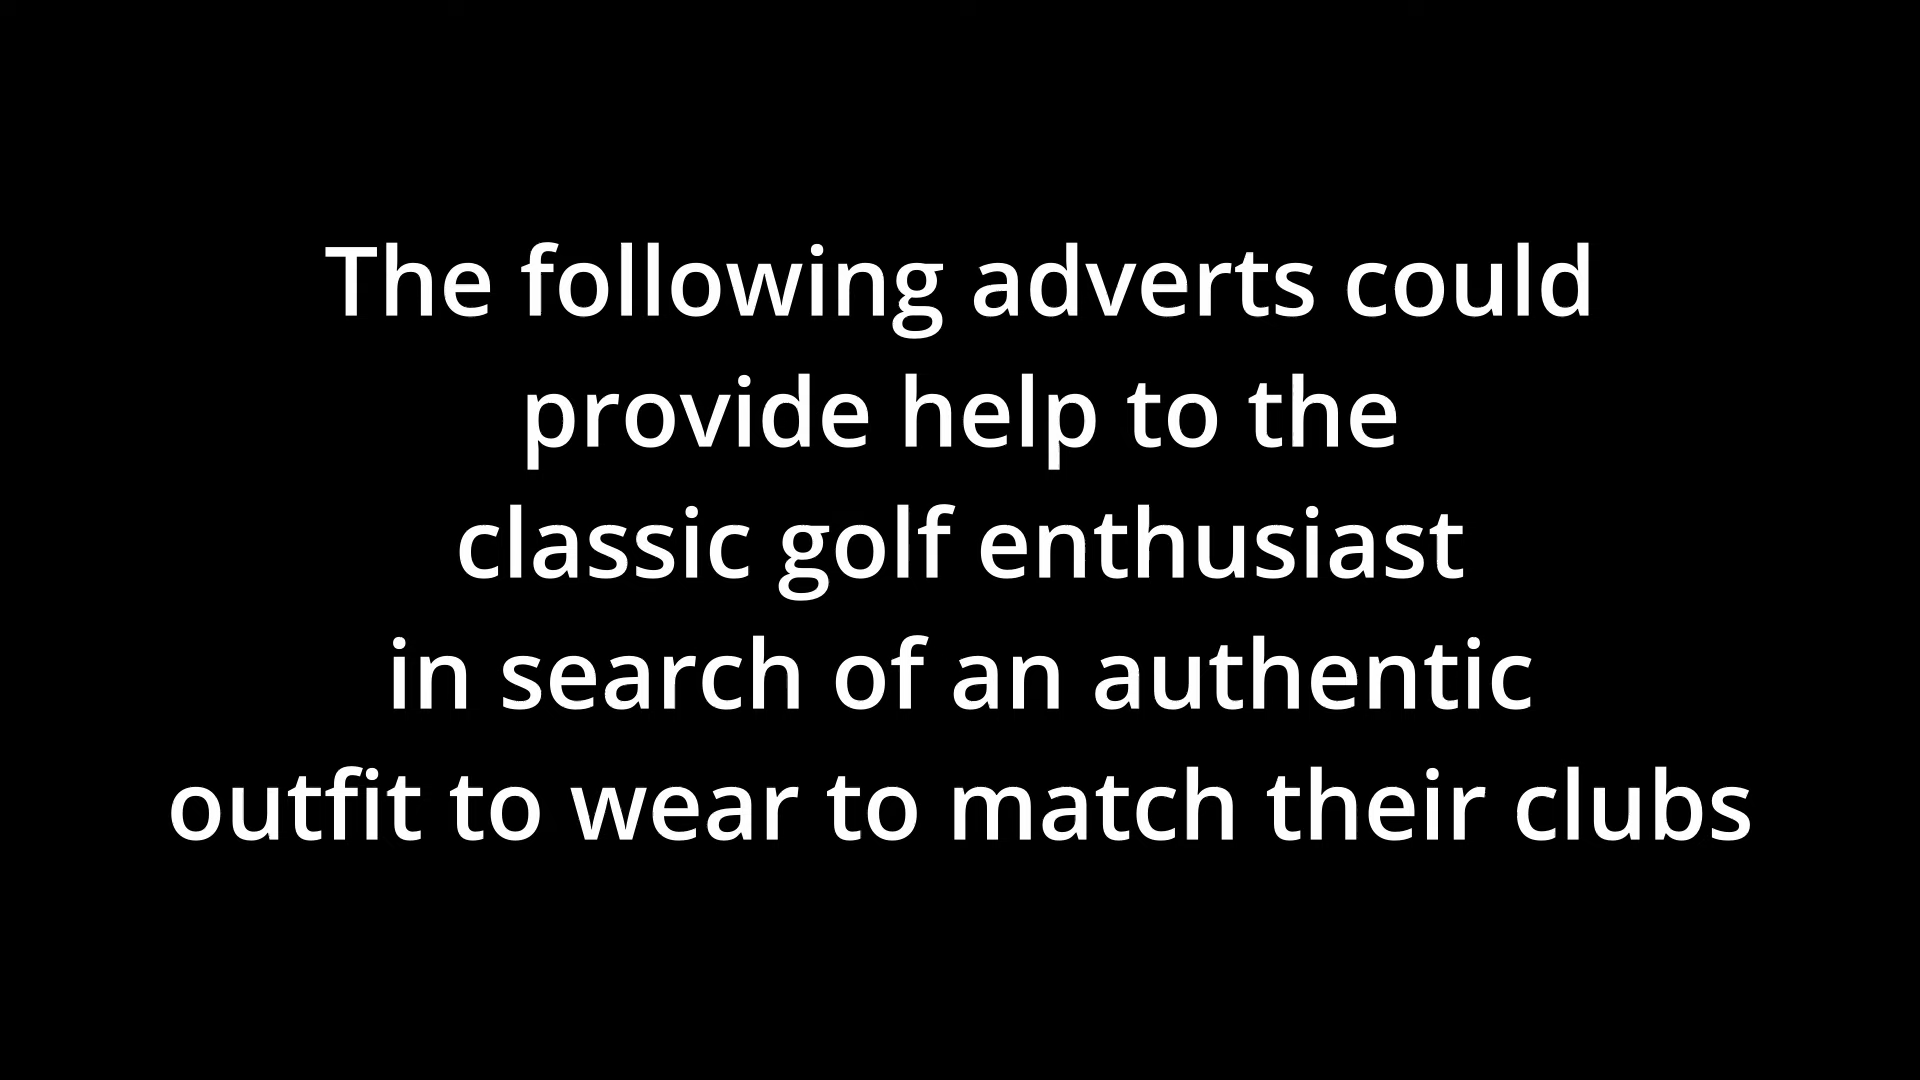 The following adverts could
provide help to the
classic golf enthusiast
in search of an authentic
outfit to wear to match their clubs